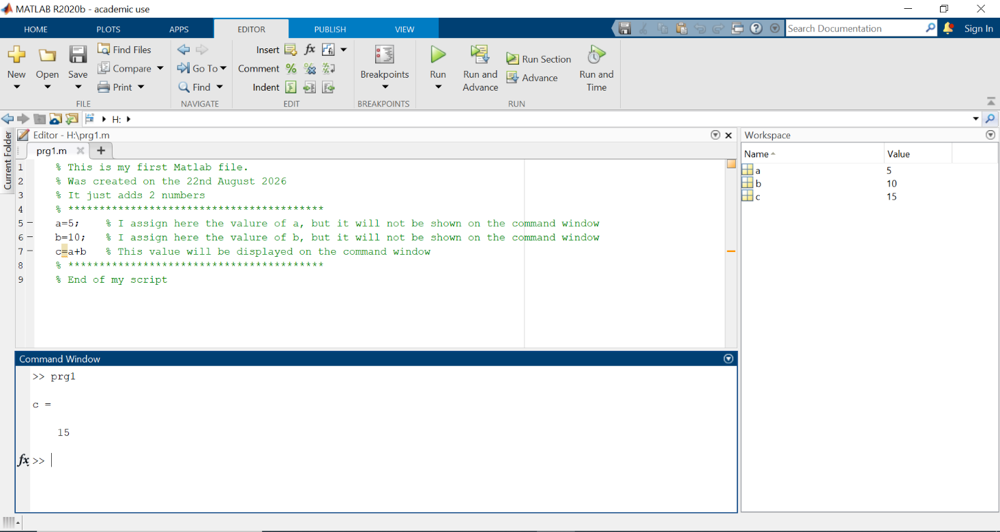 MATLAB R2020b - academic use
HOME PLOTS APPS EDITOR PUBLISH VIEW
Search Documentation
Sign In
New
Open
Save
Find Files
Compare
Print
FILE
Go To
Find
NAVIGATE
Insert
Comment
Indent
EDIT
Breakpoints
BREAKPOINTS
Run
Run and
Advance
Run Section
Advance
Run and
Time
RUN
H:
Current Folder
Editor - H:\prg1.m
prg1.m
1 % This is my first Matlab file.
2 % Was created on the 22nd August 2026
3 % It just adds 2 numbers
4 % *****************************************
5 – a=5; % I assign here the valure of a, but it will not be shown on the command window
6 – b=10; % I assign here the valure of b, but it will not be shown on the command window
7 – c=a+b % This value will be displayed on the command window
8 % *****************************************
9 % End of my script
Workspace
Name Value
a 5
b 10
c 15
Command Window
>> prg1
c =
15
fx >>